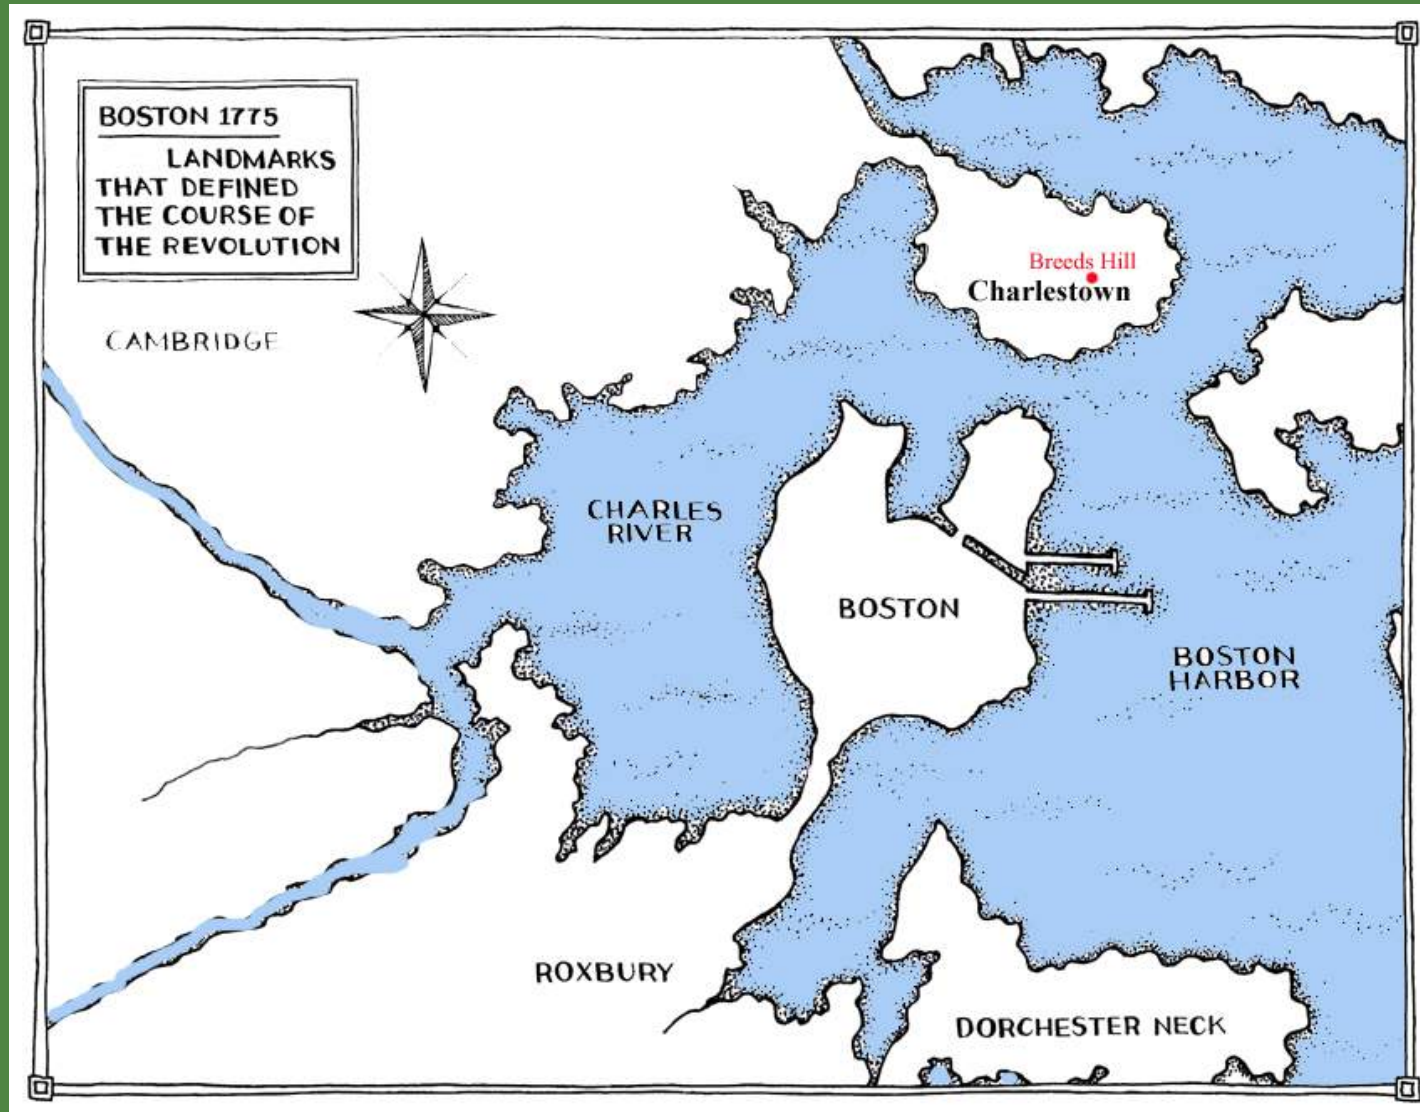 BOSTON 1775
LANDMARKS
THAT DEFINED
THE COURSE OF
THE REVOLUTION
CAMBRIDGE
Breeds Hill
Charlestown
CHARLES
RIVER
BOSTON
BOSTON
HARBOR
ROXBURY
DORCHESTER NECK